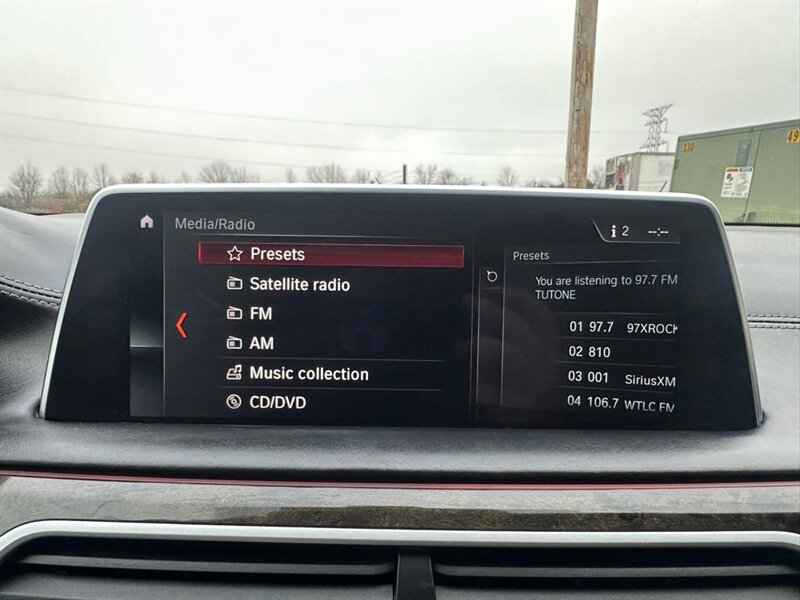 330
49
Media/Radio
i 2 --:--
Presets
Satellite radio
FM
AM
Music collection
CD/DVD
Presets
You are listening to 97.7 FM
TUTONE
01 97.7 97XROCK
02 810
03 001 SiriusXM
04 106.7 WTLC FM